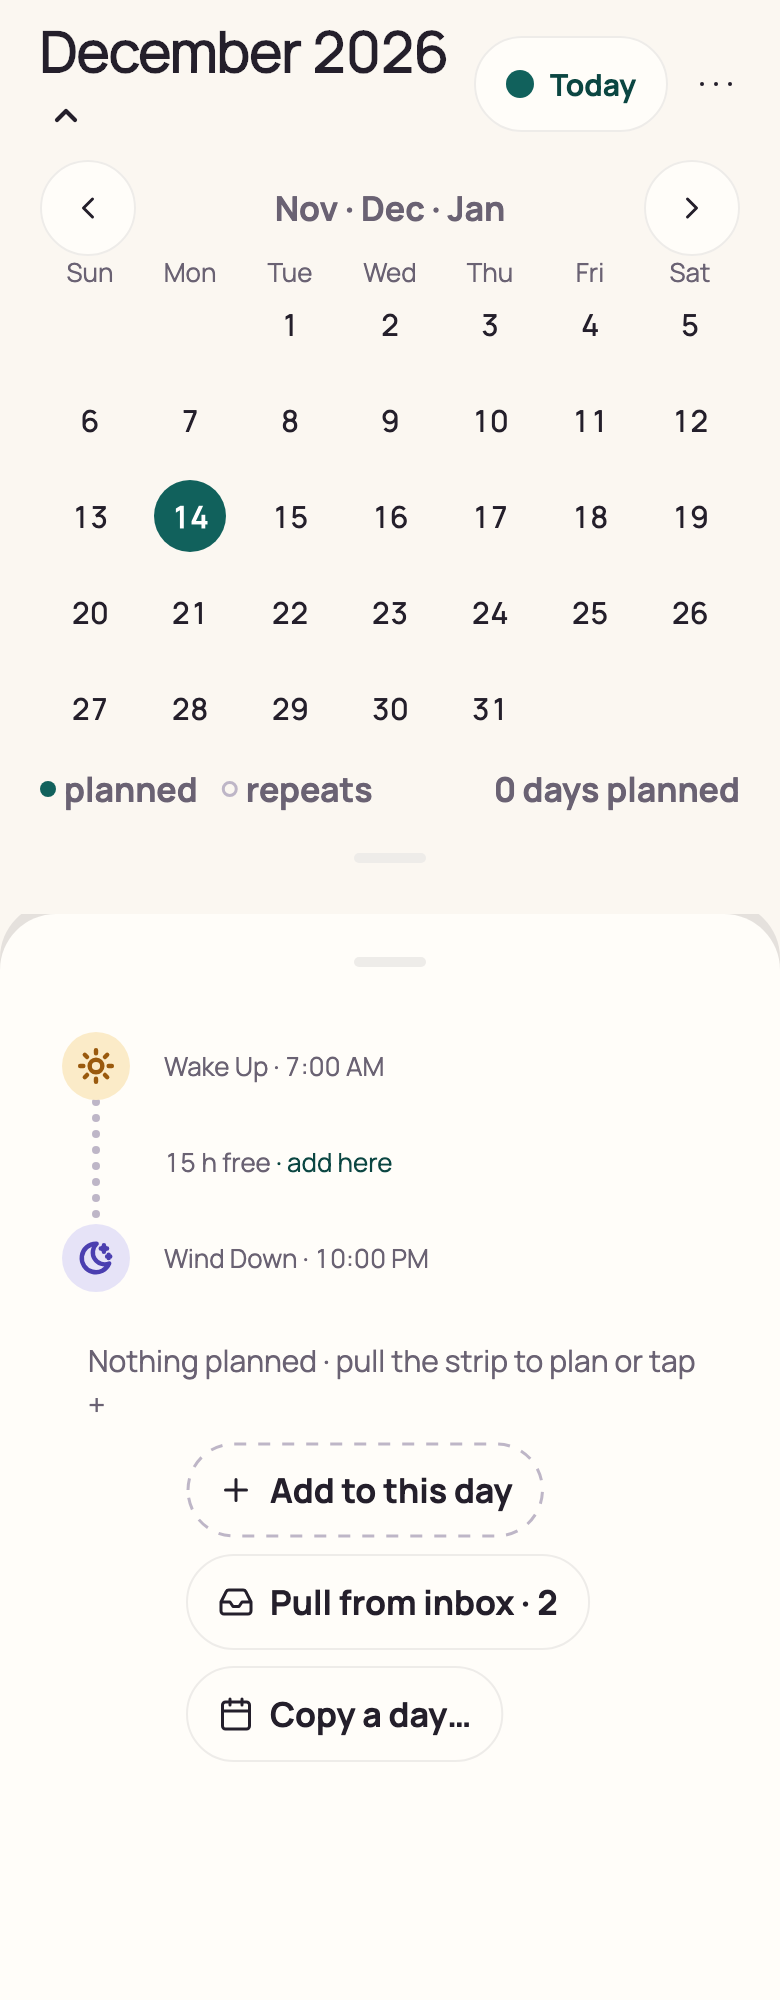 December 2026
Today
...
Nov · Dec · Jan
Sun Mon Tue Wed Thu Fri Sat
1 2 3 4 5
6 7 8 9 10 11 12
13 14 15 16 17 18 19
20 21 22 23 24 25 26
27 28 29 30 31
planned repeats 0 days planned
Wake Up · 7:00 AM
15 h free · add here
Wind Down · 10:00 PM
Nothing planned · pull the strip to plan or tap
+
+ Add to this day
Pull from inbox · 2
Copy a day...